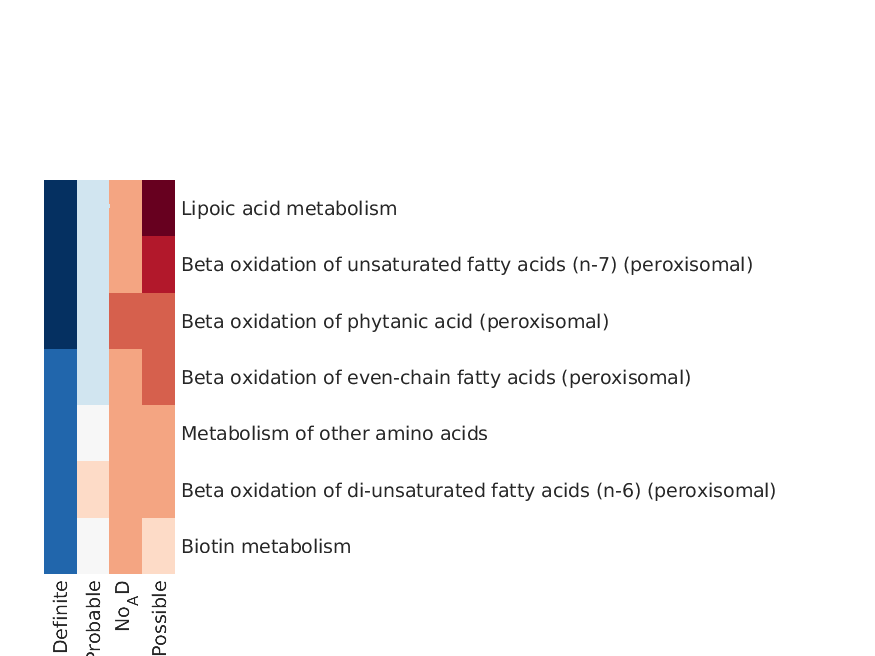 Lipoic acid metabolism
Beta oxidation of unsaturated fatty acids (n-7) (peroxisomal)
Beta oxidation of phytanic acid (peroxisomal)
Beta oxidation of even-chain fatty acids (peroxisomal)
Metabolism of other amino acids
Beta oxidation of di-unsaturated fatty acids (n-6) (peroxisomal)
Biotin metabolism
Definite
Probable
No_AD
Possible